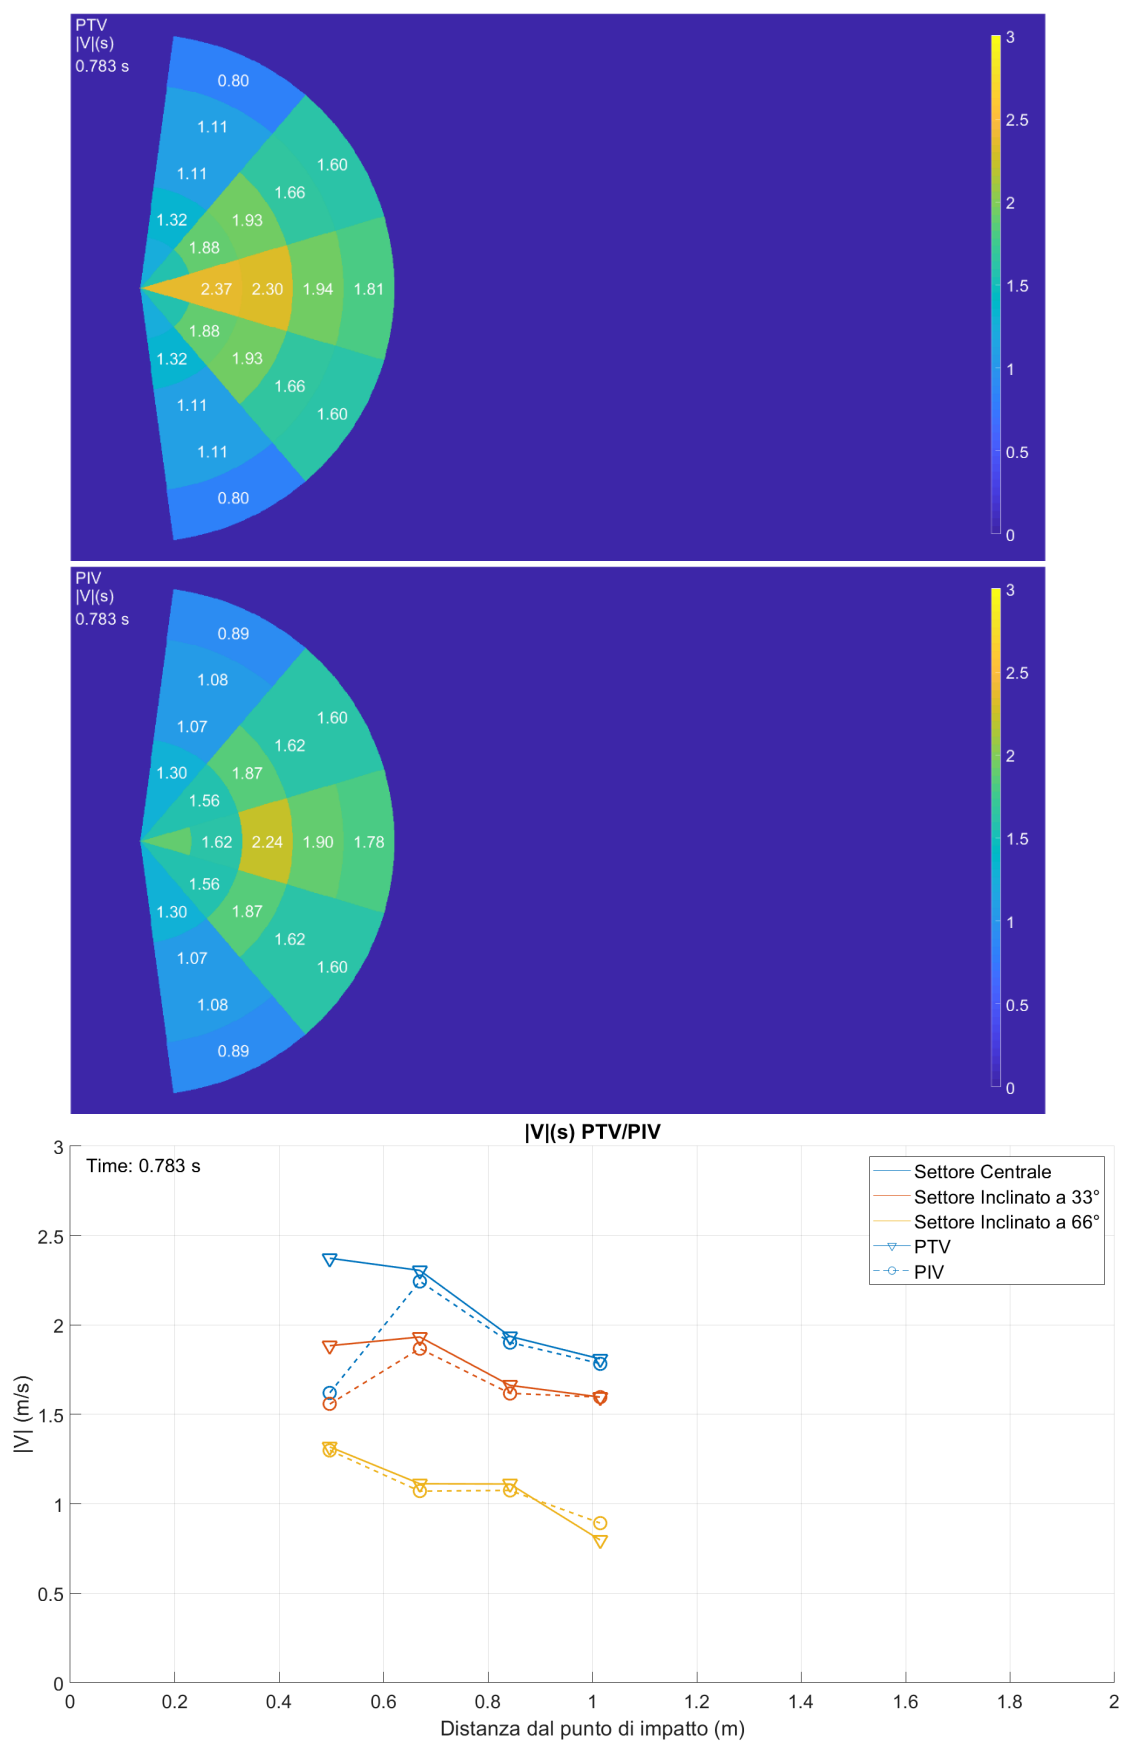 PTV
|V|(s)
0.783 s
0.80
1.11
1.60
1.11
1.66
1.32
1.93
1.88
2.37 2.30 1.94 1.81
1.88
1.32
1.93
1.66
1.11
1.60
1.11
0.80
3
2.5
2
1.5
1
0.5
0
PIV
|V|(s)
0.783 s
0.89
1.08
1.60
1.07
1.62
1.30
1.87
1.56
1.62 2.24 1.90 1.78
1.56
1.30
1.87
1.62
1.07
1.60
1.08
0.89
3
2.5
2
1.5
1
0.5
0
|V|(s) PTV/PIV
Time: 0.783 s
Settore Centrale
Settore Inclinato a 33°
Settore Inclinato a 66°
PTV
PIV
|V| (m/s)
3
2.5
2
1.5
1
0.5
0
0 0.2 0.4 0.6 0.8 1 1.2 1.4 1.6 1.8 2
Distanza dal punto di impatto (m)